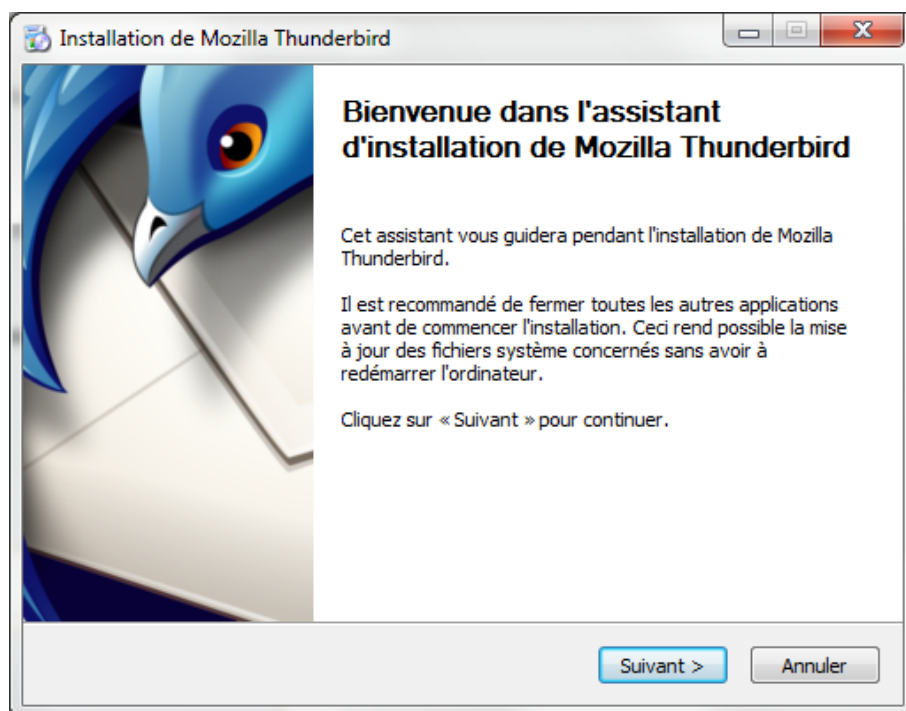 Installation de Mozilla Thunderbird
Bienvenue dans l'assistant
d'installation de Mozilla Thunderbird
Cet assistant vous guidera pendant l'installation de Mozilla
Thunderbird.
Il est recommandé de fermer toutes les autres applications
avant de commencer l'installation. Ceci rend possible la mise
à jour des fichiers système concernés sans avoir à
redémarrer l'ordinateur.
Cliquez sur « Suivant » pour continuer.
Suivant >
Annuler